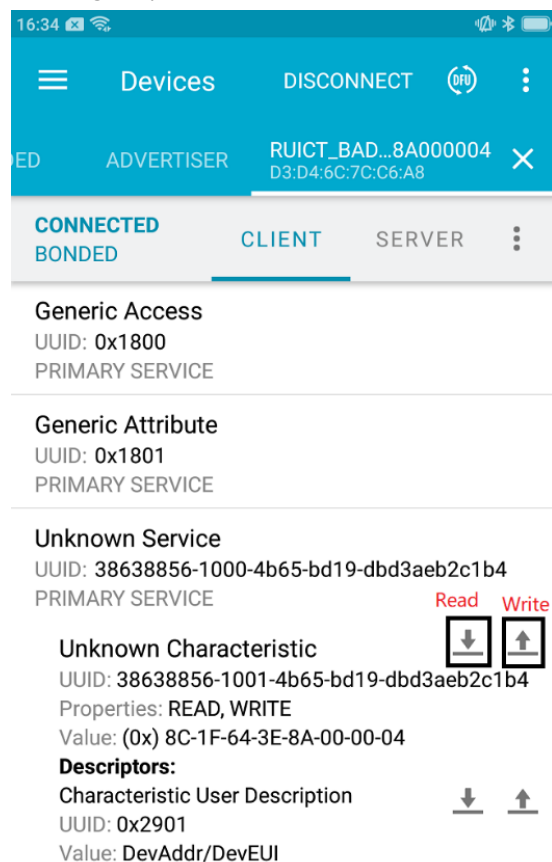 16:34
Devices DISCONNECT DFU
ED ADVERTISER RUICT_BAD...8A000004
D3:D4:6C:7C:C6:A8
CONNECTED
BONDED
CLIENT SERVER
Generic Access
UUID: 0x1800
PRIMARY SERVICE
Generic Attribute
UUID: 0x1801
PRIMARY SERVICE
Unknown Service
UUID: 38638856-1000-4b65-bd19-dbd3aeb2c1b4
PRIMARY SERVICE
Read Write
Unknown Characteristic
UUID: 38638856-1001-4b65-bd19-dbd3aeb2c1b4
Properties: READ, WRITE
Value: (0x) 8C-1F-64-3E-8A-00-00-04
Descriptors:
Characteristic User Description
UUID: 0x2901
Value: DevAddr/DevEUI